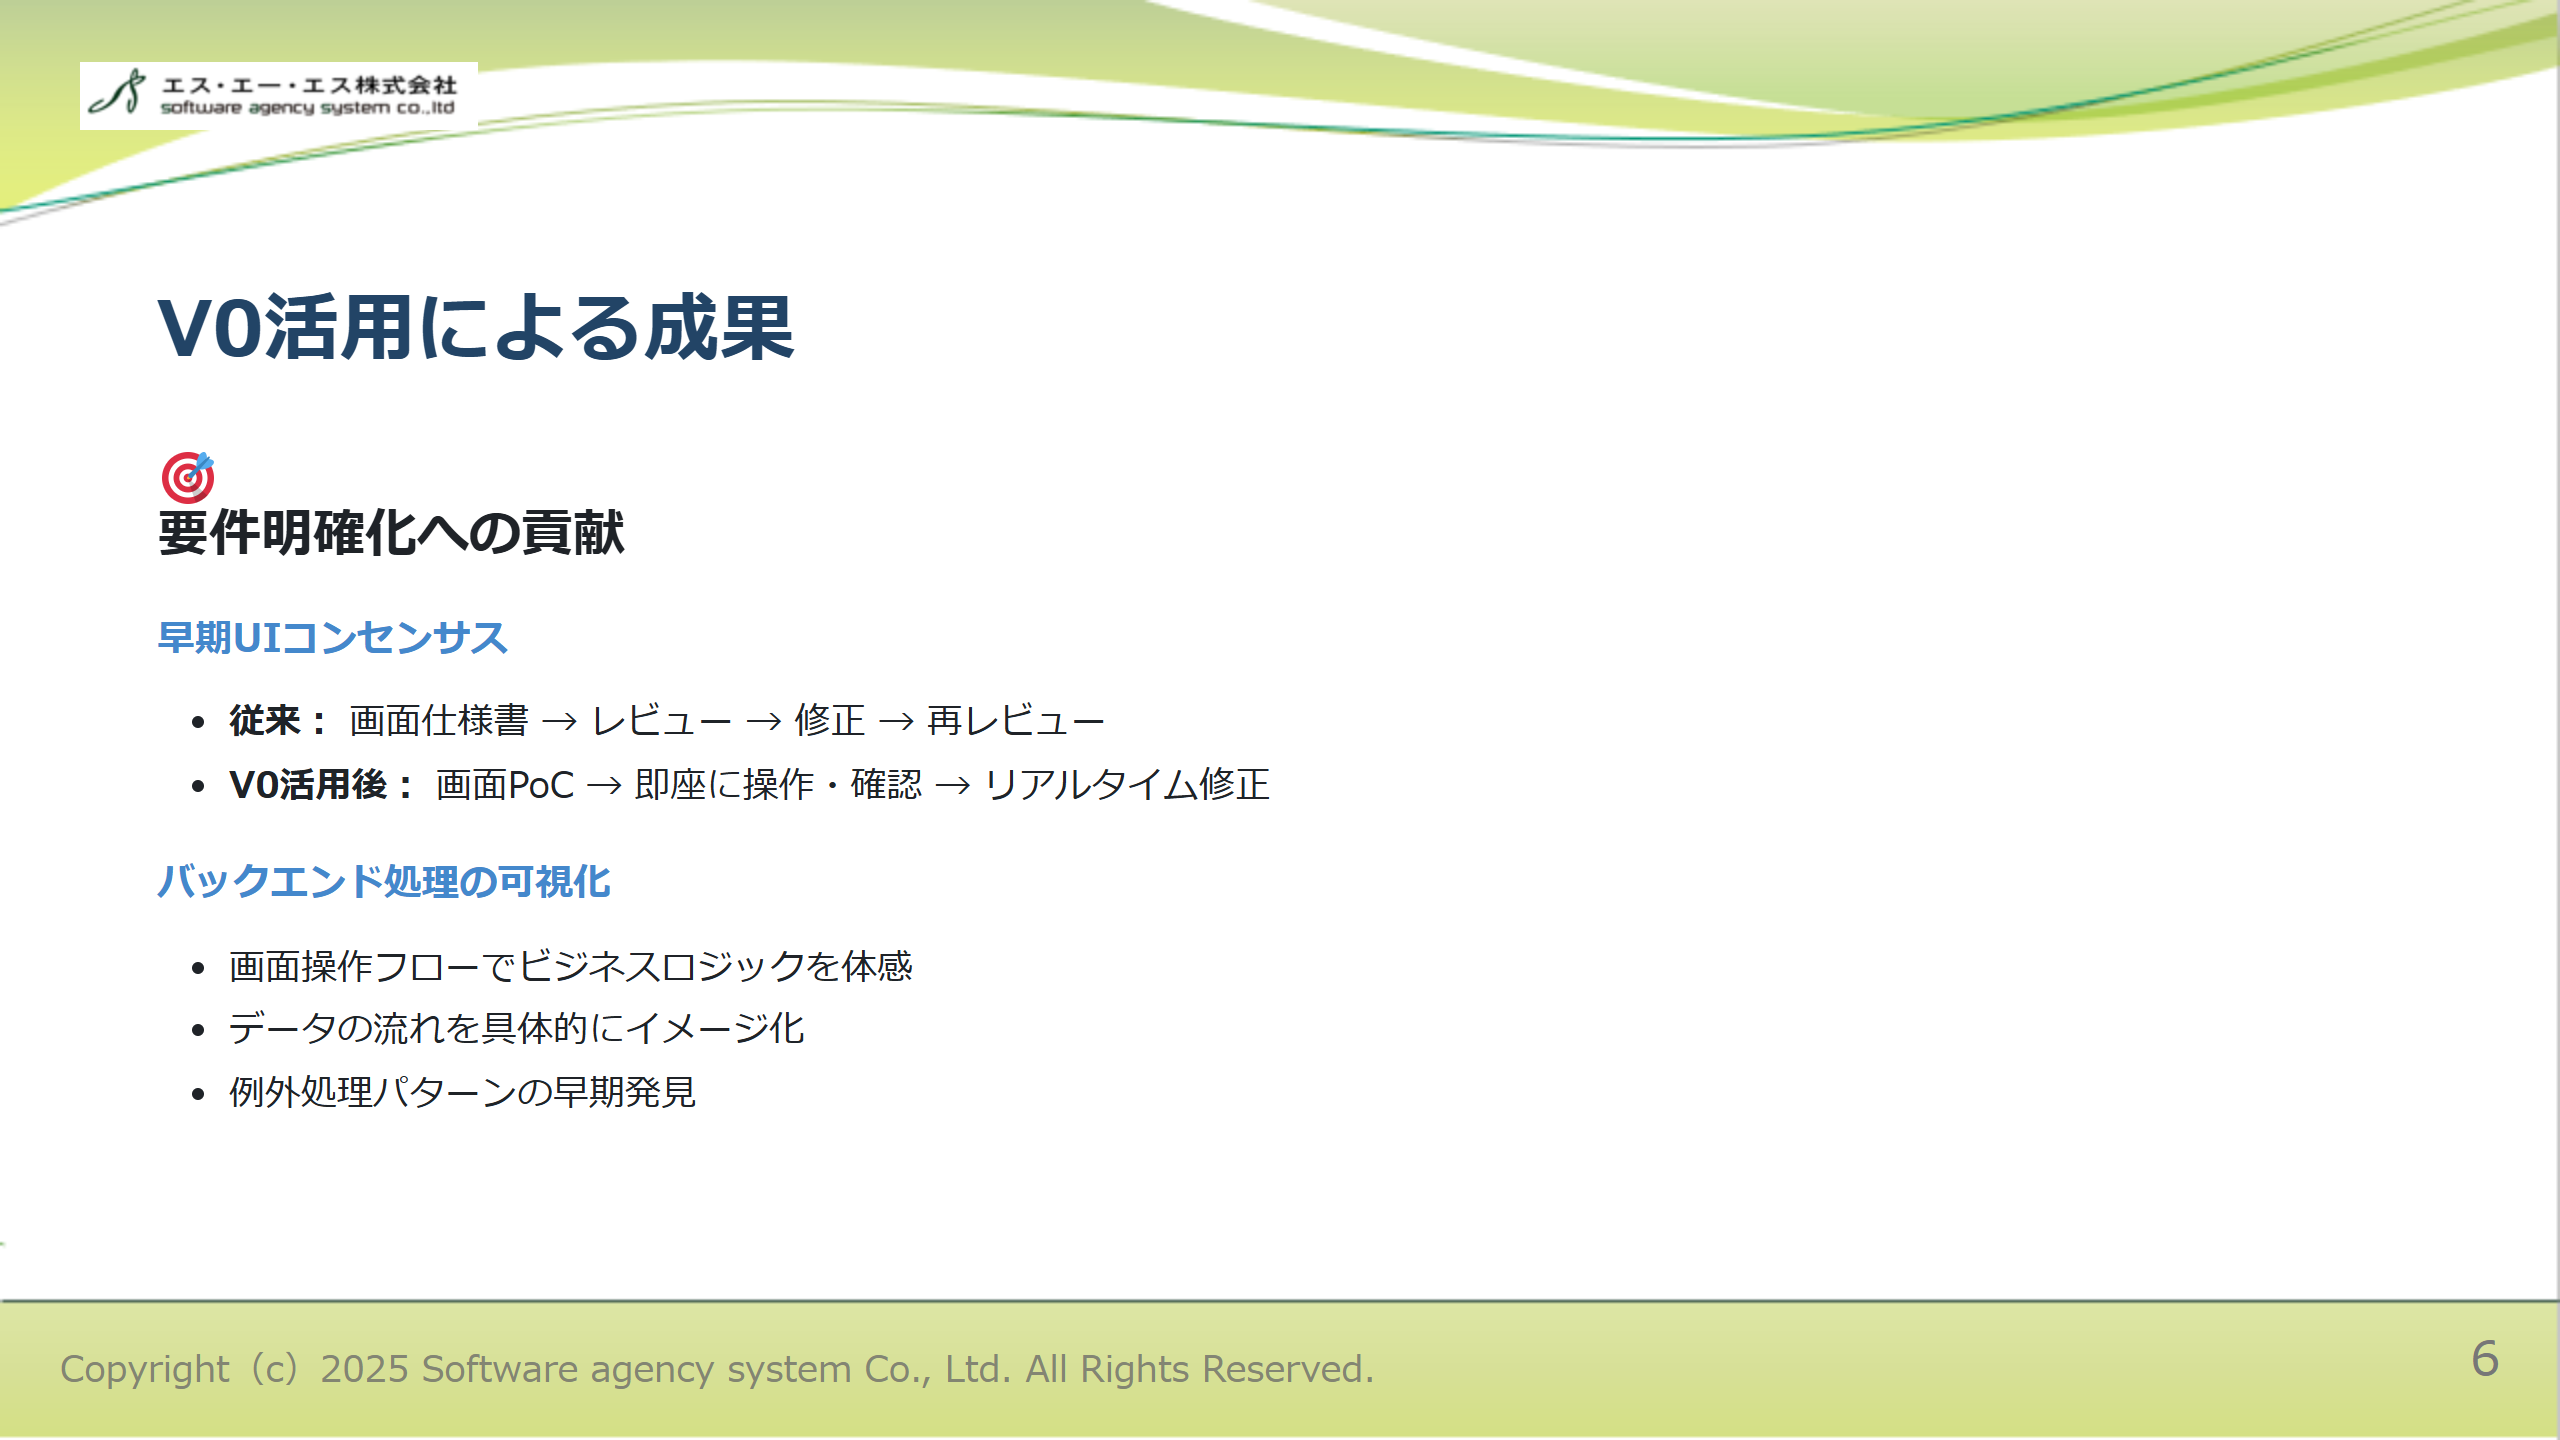 エス・エー・エス株式会社
software agency system co.,ltd
V0活用による成果
🎯
要件明確化への貢献
早期UIコンセンサス
• 従来： 画面仕様書 → レビュー → 修正 → 再レビュー
• V0活用後： 画面PoC → 即座に操作・確認 → リアルタイム修正
バックエンド処理の可視化
• 画面操作フローでビジネスロジックを体感
• データの流れを具体的にイメージ化
• 例外処理パターンの早期発見
Copyright（c）2025 Software agency system Co., Ltd. All Rights Reserved.
6